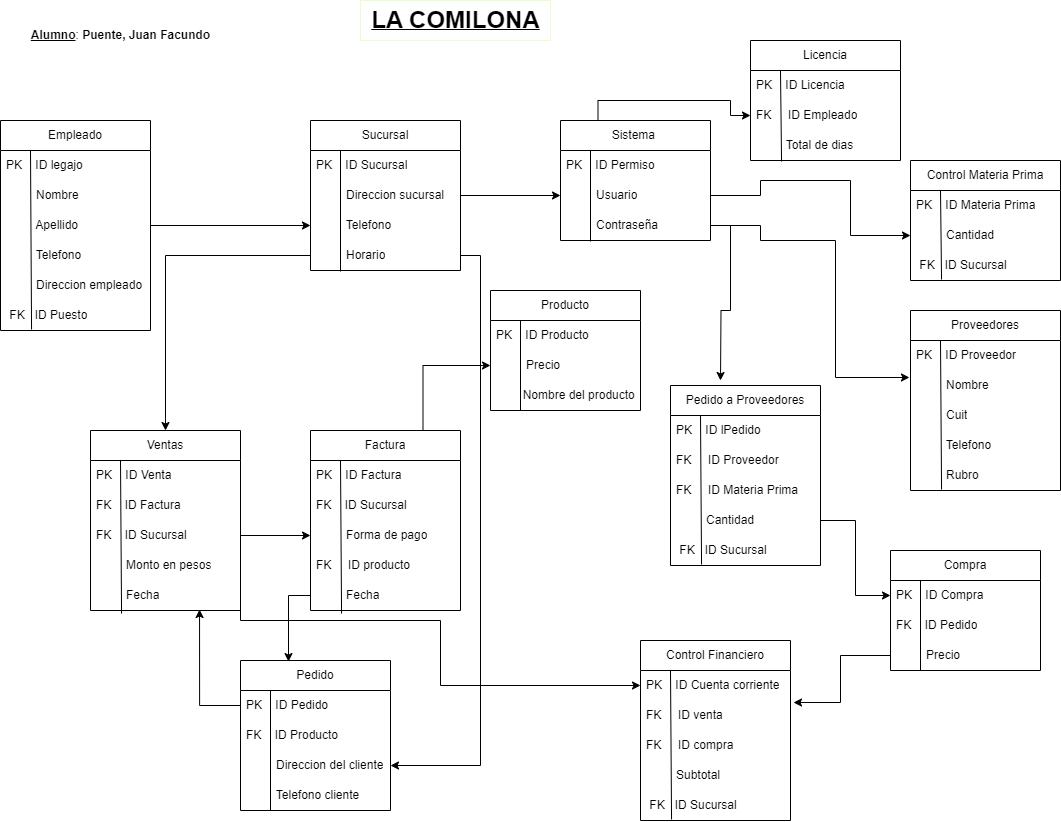 LA COMILONA
Alumno: Puente, Juan Facundo
Licencia
PK ID Licencia
FK ID Empleado
Total de dias
Empleado
PK ID legajo
Nombre
Apellido
Telefono
Direccion empleado
FK ID Puesto
Sucursal
PK ID Sucursal
Direccion sucursal
Telefono
Horario
Sistema
PK ID Permiso
Usuario
Contraseña
Control Materia Prima
PK ID Materia Prima
Cantidad
FK ID Sucursal
Producto
PK ID Producto
Precio
Nombre del producto
Proveedores
PK ID Proveedor
Nombre
Cuit
Telefono
Rubro
Pedido a Proveedores
PK ID lPedido
FK ID Proveedor
FK ID Materia Prima
Cantidad
FK ID Sucursal
Ventas
PK ID Venta
FK ID Factura
FK ID Sucursal
Monto en pesos
Fecha
Factura
PK ID Factura
FK ID Sucursal
Forma de pago
FK ID producto
Fecha
Compra
PK ID Compra
FK ID Pedido
Precio
Pedido
PK ID Pedido
FK ID Producto
Direccion del cliente
Telefono cliente
Control Financiero
PK ID Cuenta corriente
FK ID venta
FK ID compra
Subtotal
FK ID Sucursal